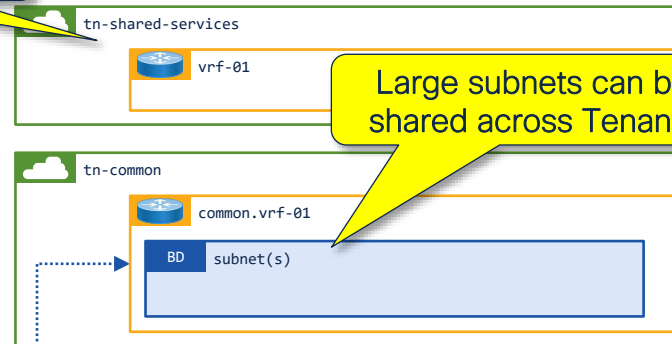 tn-shared-services
vrf-01
Large subnets can b
shared across Tenan
tn-common
common.vrf-01
BD
subnet(s)